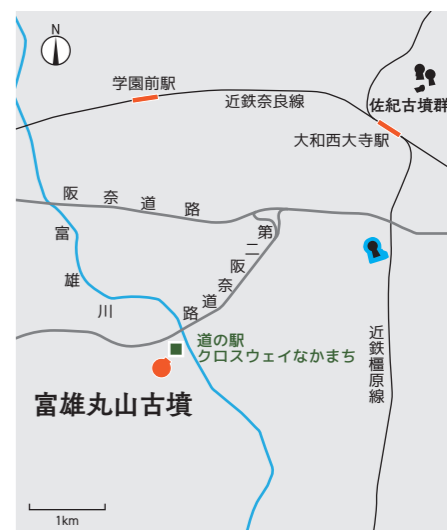 N
学園前駅
近鉄奈良線
佐紀古墳群
大和西大寺駅
阪奈道路
第二阪奈道路
富雄川
道の駅
クロスウェイなかまち
近鉄橿原線
富雄丸山古墳
1km